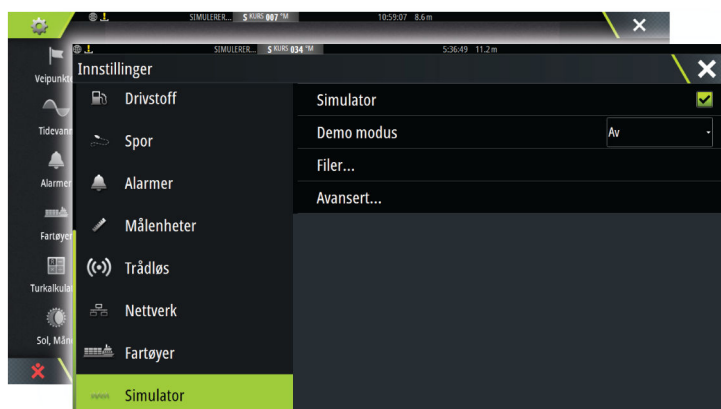 SIMULERER... S KURS 007 °M 10:59:07 8.6 m
SIMULERER... S KURS 034 °M 5:36:49 11.2 m
Innstillinger
Veipunkte
Tidevann
Alarmer
Fartøyer
Turkalkula
Sol, Mån
Drivstoff
Spor
Alarmer
Målenheter
Trådløs
Nettverk
Fartøyer
Simulator
Simulator
Demo modus Av
Filer...
Avansert...